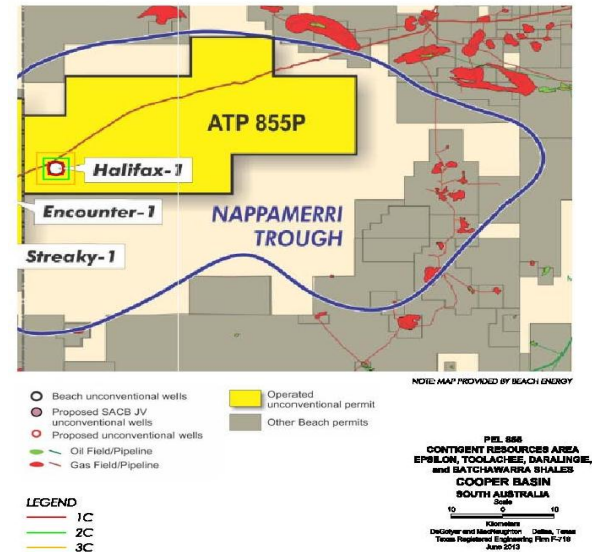 ATP 855P
Halifax-1
Encounter-1
NAPPAMERRI
TROUGH
Streaky-1
NOTE: MAP PROVIDED BY BEACH ENERGY
Beach unconventional wells
Proposed SACB JV
unconventional wells
Proposed unconventional wells
Oil Field/Pipeline
Gas Field/Pipeline
Operated
unconventional permit
Other Beach permits
LEGEND
1C
2C
3C
PEL 855
CONTIGENT RESOURCES AREA
EPSILON, TOOLACHEE, DARALINGIE,
and BATCHAWARRA SHALES
COOPER BASIN
SOUTH AUSTRALIA
Scale
10 0 10
Kilometers
DeGolyer and MacNaughton Dallas, Texas
Texas Registered Engineering Firm F-716
June 2013